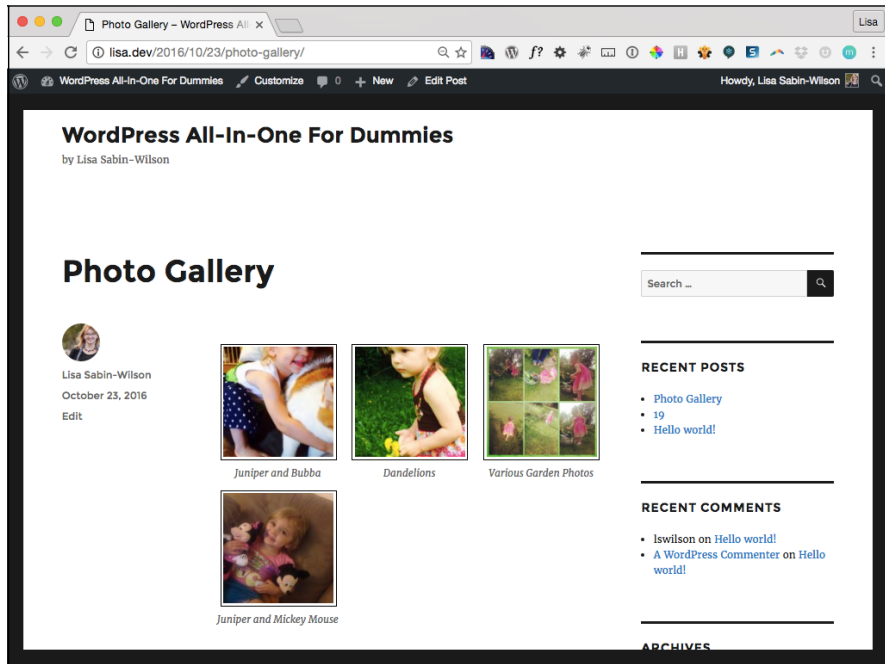 Photo Gallery – WordPress All
Lisa
lisa.dev/2016/10/23/photo-gallery/
WordPress All-In-One For Dummies
Customize
0
New
Edit Post
Howdy, Lisa Sabin-Wilson
WordPress All-In-One For Dummies
by Lisa Sabin-Wilson
Photo Gallery
Search …
Lisa Sabin-Wilson
October 23, 2016
Edit
Juniper and Bubba
Dandelions
Various Garden Photos
Juniper and Mickey Mouse
RECENT POSTS
Photo Gallery
19
Hello world!
RECENT COMMENTS
lswilson on Hello world!
A WordPress Commenter on Hello
world!
ARCHIVES